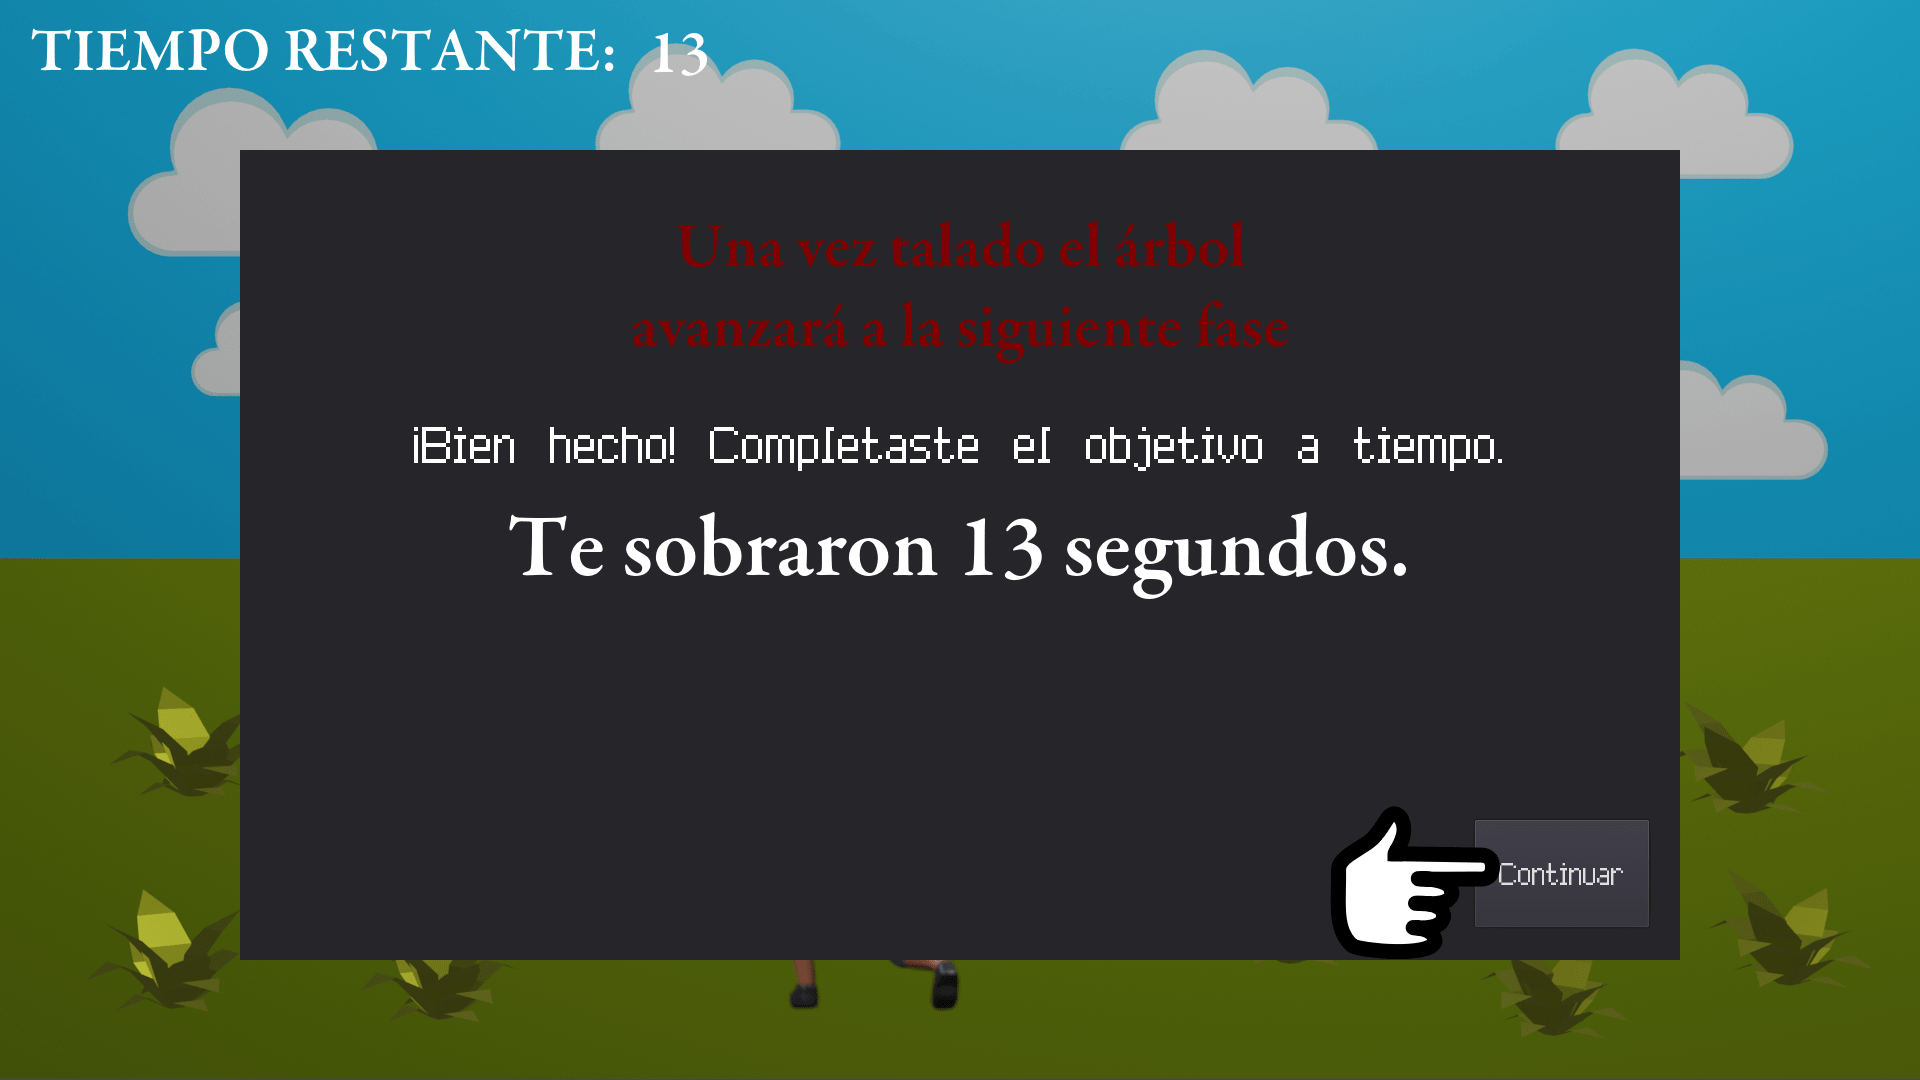 TIEMPO RESTANTE: 13
Una vez talado el árbol
avanzará a la siguiente fase
¡Bien hecho! Completaste el objetivo a tiempo.
Te sobraron 13 segundos.
Continuar